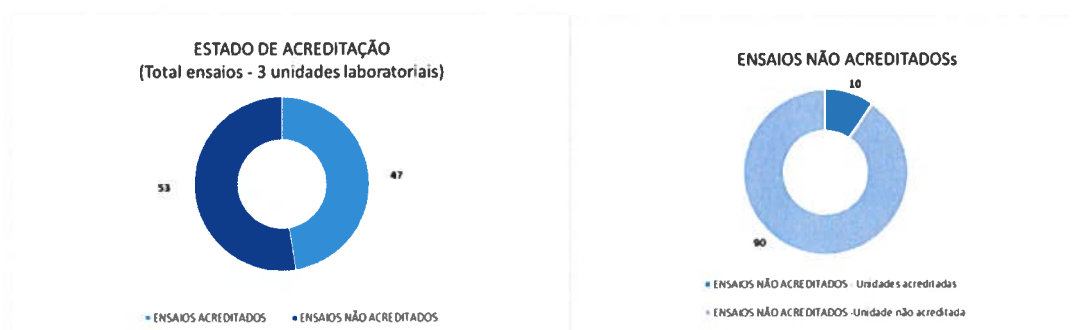 ESTADO DE ACREDITAÇÃO
(Total ensaios - 3 unidades laboratoriais)
53
47
ENSAIOS ACREDITADOS
ENSAIOS NÃO ACREDITADOS
ENSAIOS NÃO ACREDITADOSs
10
90
ENSAIOS NÃO ACREDITADOS - Unidades acreditadas
ENSAIOS NÃO ACREDITADOS -Unidade não acreditada